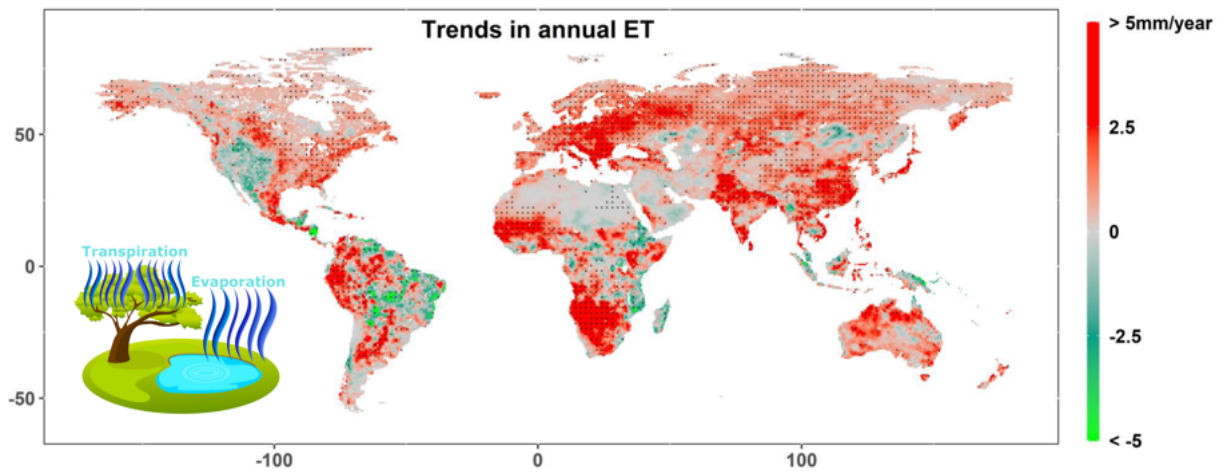 Trends in annual ET
> 5mm/year
2.5
0
-2.5
< -5
50
0
-50
Transpiration
Evaporation
-100
0
100